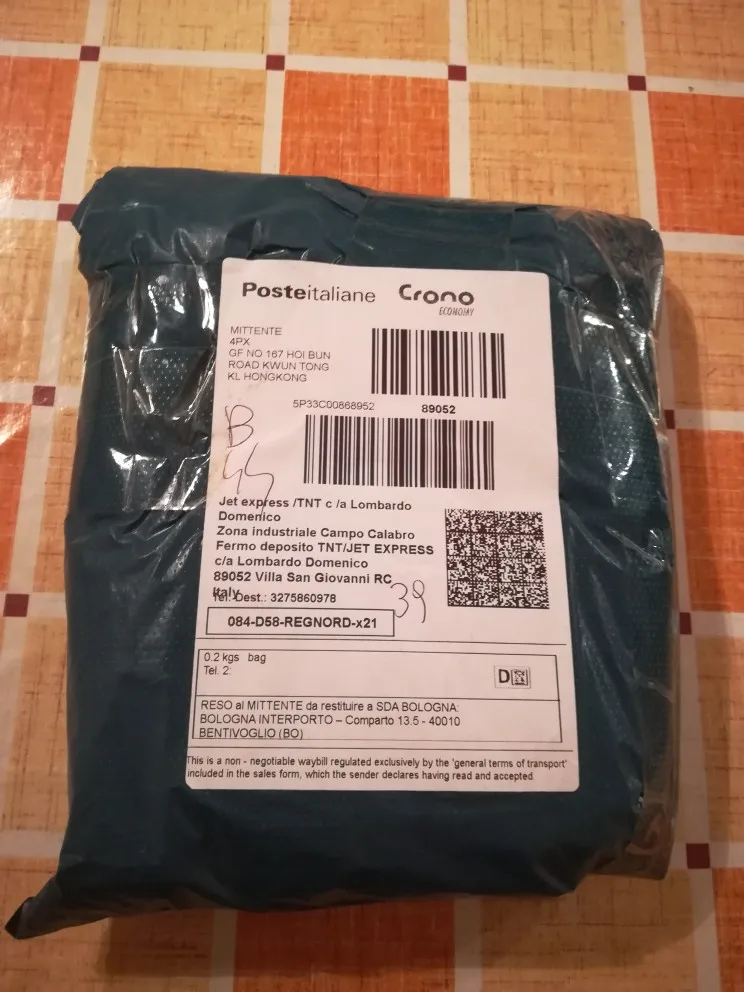 Posteitaliane Crono
ECONOMY
MITTENTE
4PX
GF NO 167 HOI BUN
ROAD KWUN TONG
KL HONGKONG
5P33C00868952 89052
B
44
Jet express /TNT c /a Lombardo
Domenico
Zona industriale Campo Calabro
Fermo deposito TNT/JET EXPRESS
c/a Lombardo Domenico
89052 Villa San Giovanni RC
Italy
Tel. Dest.: 3275860978
39
084-D58-REGNORD-x21
0.2 kgs bag
Tel. 2:
D
RESO al MITTENTE da restituire a SDA BOLOGNA:
BOLOGNA INTERPORTO – Comparto 13.5 - 40010
BENTIVOGLIO (BO)
This is a non - negotiable waybill regulated exclusively by the 'general terms of transport'
included in the sales form, which the sender declares having read and accepted.